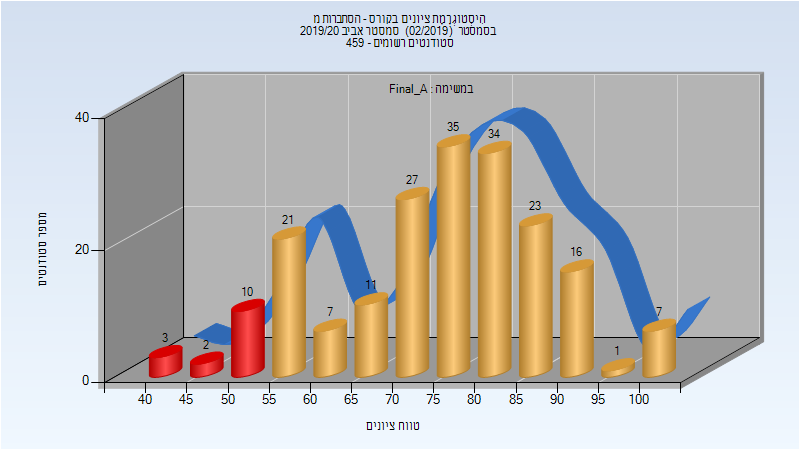 היסטוגרמת ציונים בקורס - הסתברות מ
בסמסטר (02/2019) סמסטר אביב 2019/20
סטודנטים רשומים - 459
במשימה : Final_A
מספר סטודנטים
40
20
0
3
2
10
21
7
11
27
35
34
23
16
1
7
40 45 50 55 60 65 70 75 80 85 90 95 100
טווח ציונים